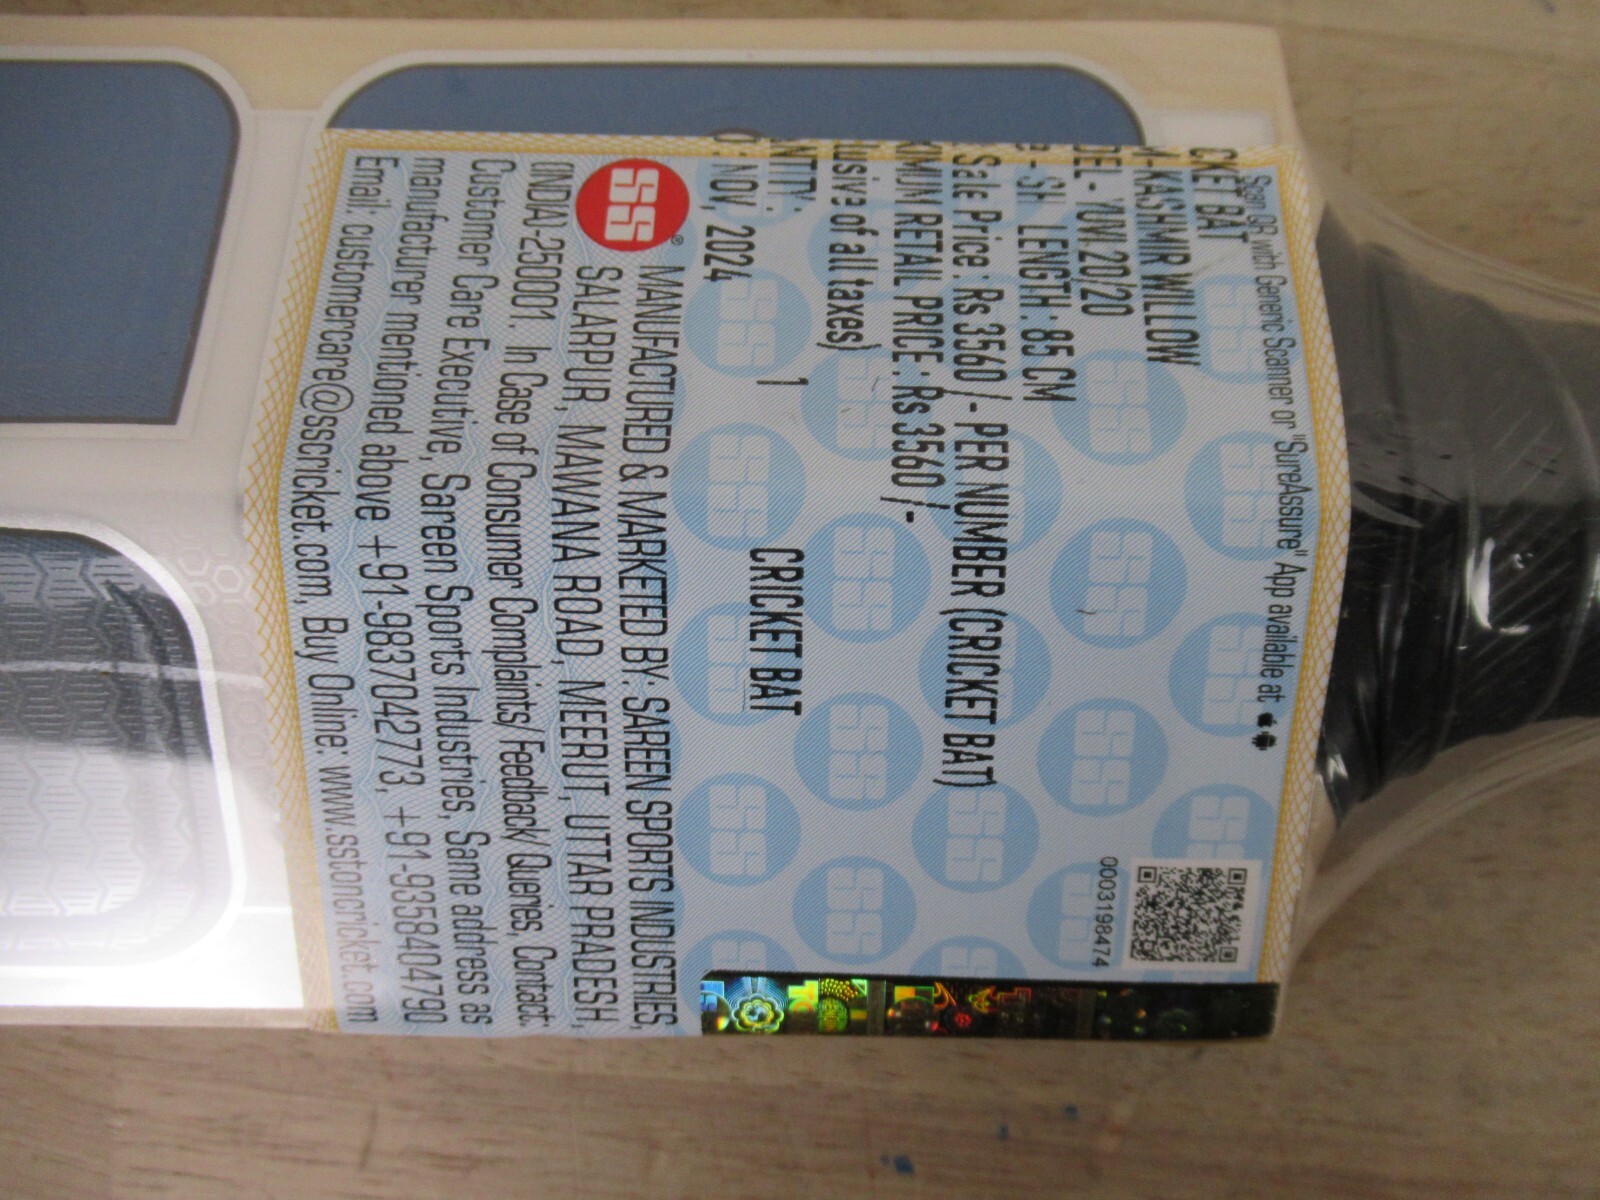 Scan QR with Generic Scanner or "SureAssure" App available at
CKET BAT
M-KASHMIR WILLOW
DEL - YUV.20/20
e - SH LENGTH : 85 CM
Sale Price : Rs 3560 /- PER NUMBER (CRICKET BAT)
KIMUM RETAIL PRICE : Rs 3560 /-
lusive of all taxes)
NTITY : 1 CRICKET BAT
: NOV, 2024
0003198474
SS ®
MANUFACTURED & MARKETED BY: SAREEN SPORTS INDUSTRIES,
SALARPUR, MAWANA ROAD, MEERUT, UTTAR PRADESH,
(INDIA-250001. In Case of Consumer Complaints/ Feedback/ Queries, Contact:
Customer Care Executive, Sareen Sports Industries, Same address as
manufacturer mentioned above +91-9837042773, +91-9358404790
Email: customercare@sscricket.com, Buy Online: www.sstoncricket.com